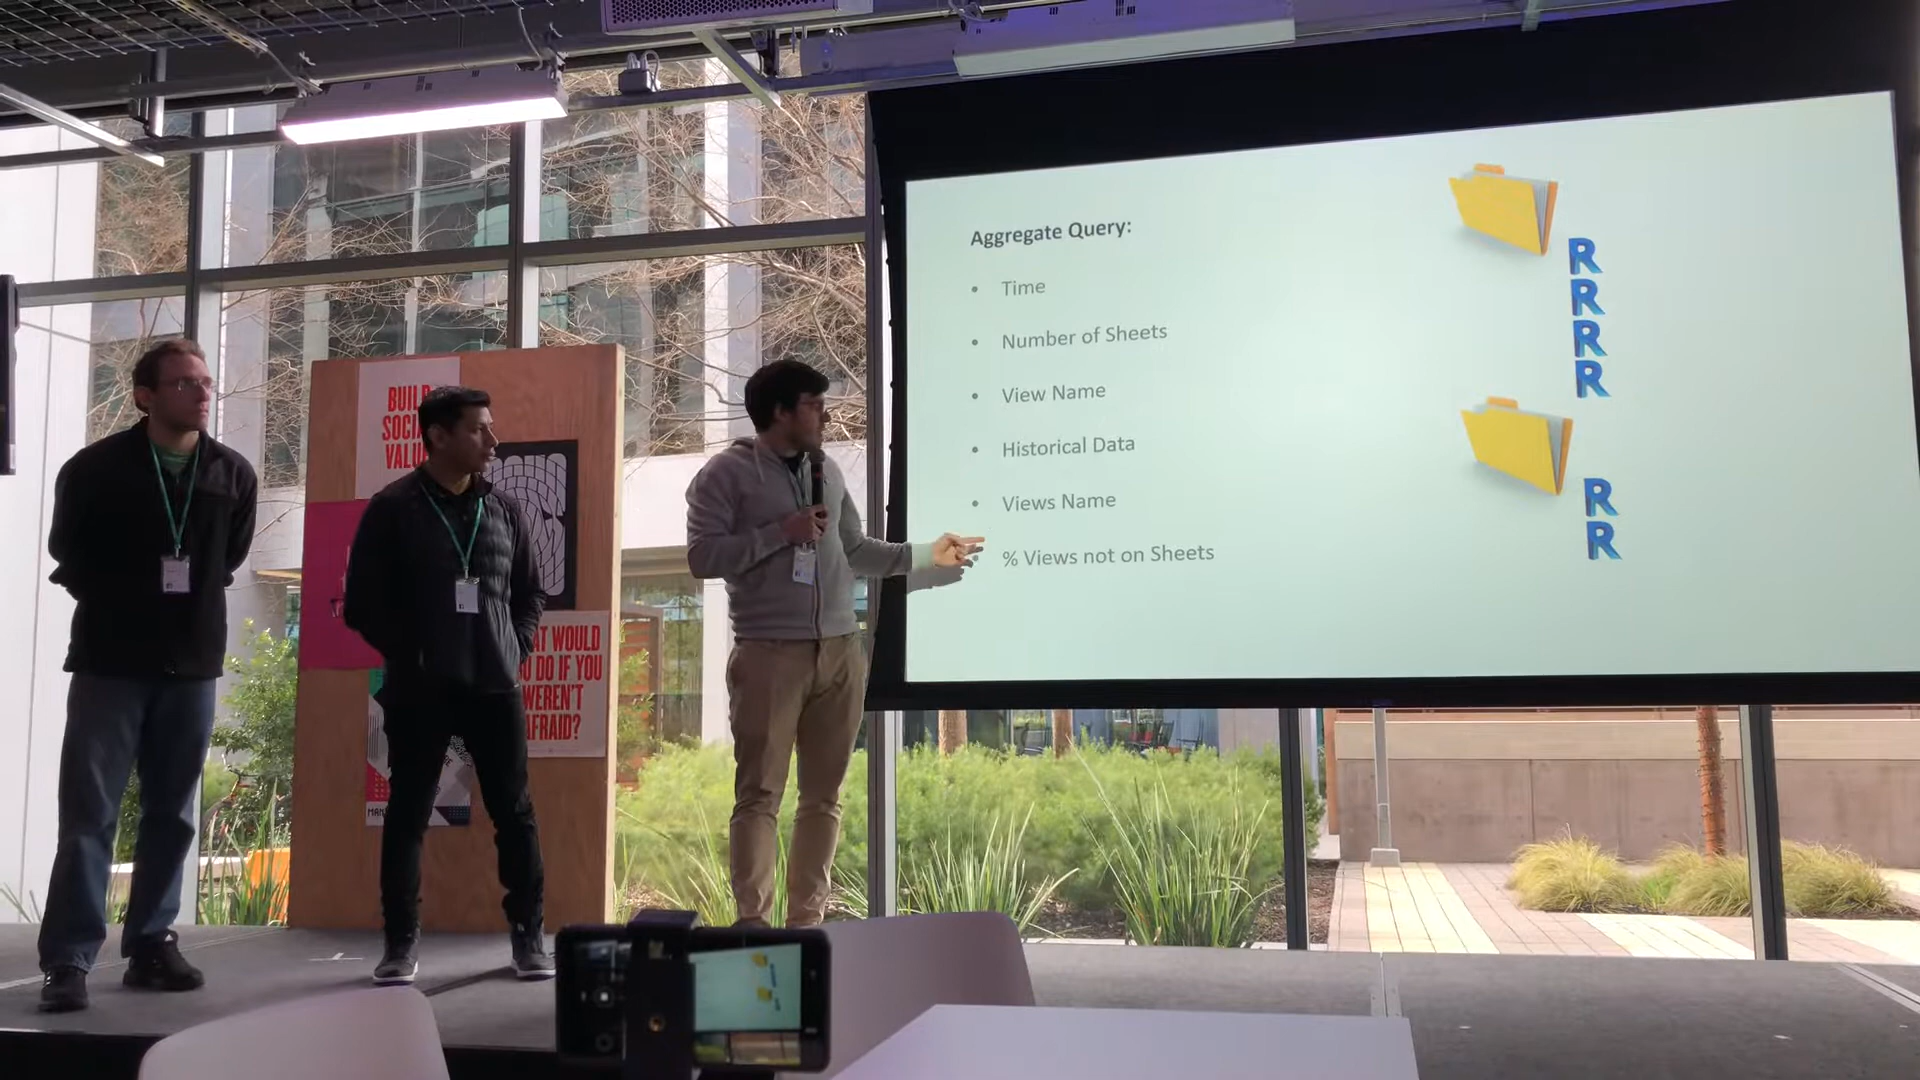 Aggregate Query:
• Time
• Number of Sheets
• View Name
• Historical Data
• Views Name
% Views not on Sheets
R
R
R
R
R
R
BUILD
SOCI
VALU
AT WOULD
U DO IF YOU
WEREN'T
AFRAID?